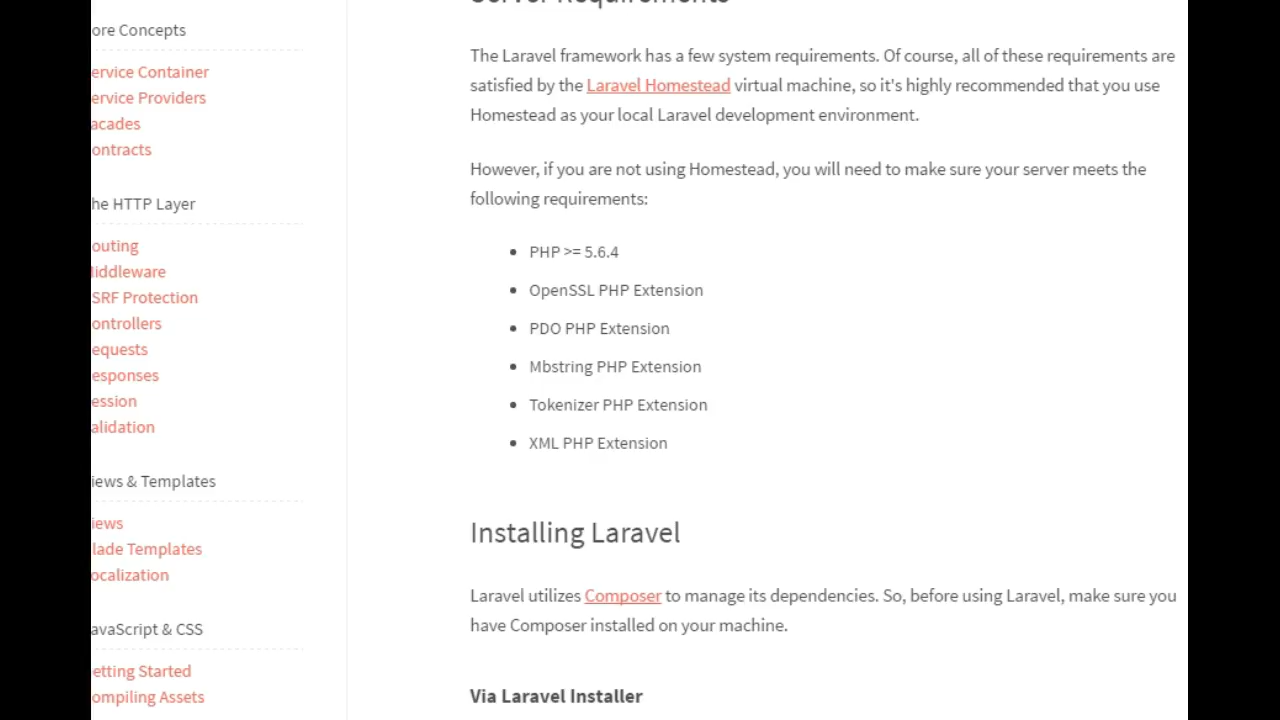 ore Concepts
ervice Container
ervice Providers
acades
ontracts
he HTTP Layer
outing
iddleware
SRF Protection
ontrollers
equests
esponses
ession
alidation
iews & Templates
iews
lade Templates
ocalization
avaScript & CSS
etting Started
ompiling Assets
Server Requirements
The Laravel framework has a few system requirements. Of course, all of these requirements are
satisfied by the Laravel Homestead virtual machine, so it's highly recommended that you use
Homestead as your local Laravel development environment.
However, if you are not using Homestead, you will need to make sure your server meets the
following requirements:
• PHP >= 5.6.4
• OpenSSL PHP Extension
• PDO PHP Extension
• Mbstring PHP Extension
• Tokenizer PHP Extension
• XML PHP Extension
Installing Laravel
Laravel utilizes Composer to manage its dependencies. So, before using Laravel, make sure you
have Composer installed on your machine.
Via Laravel Installer